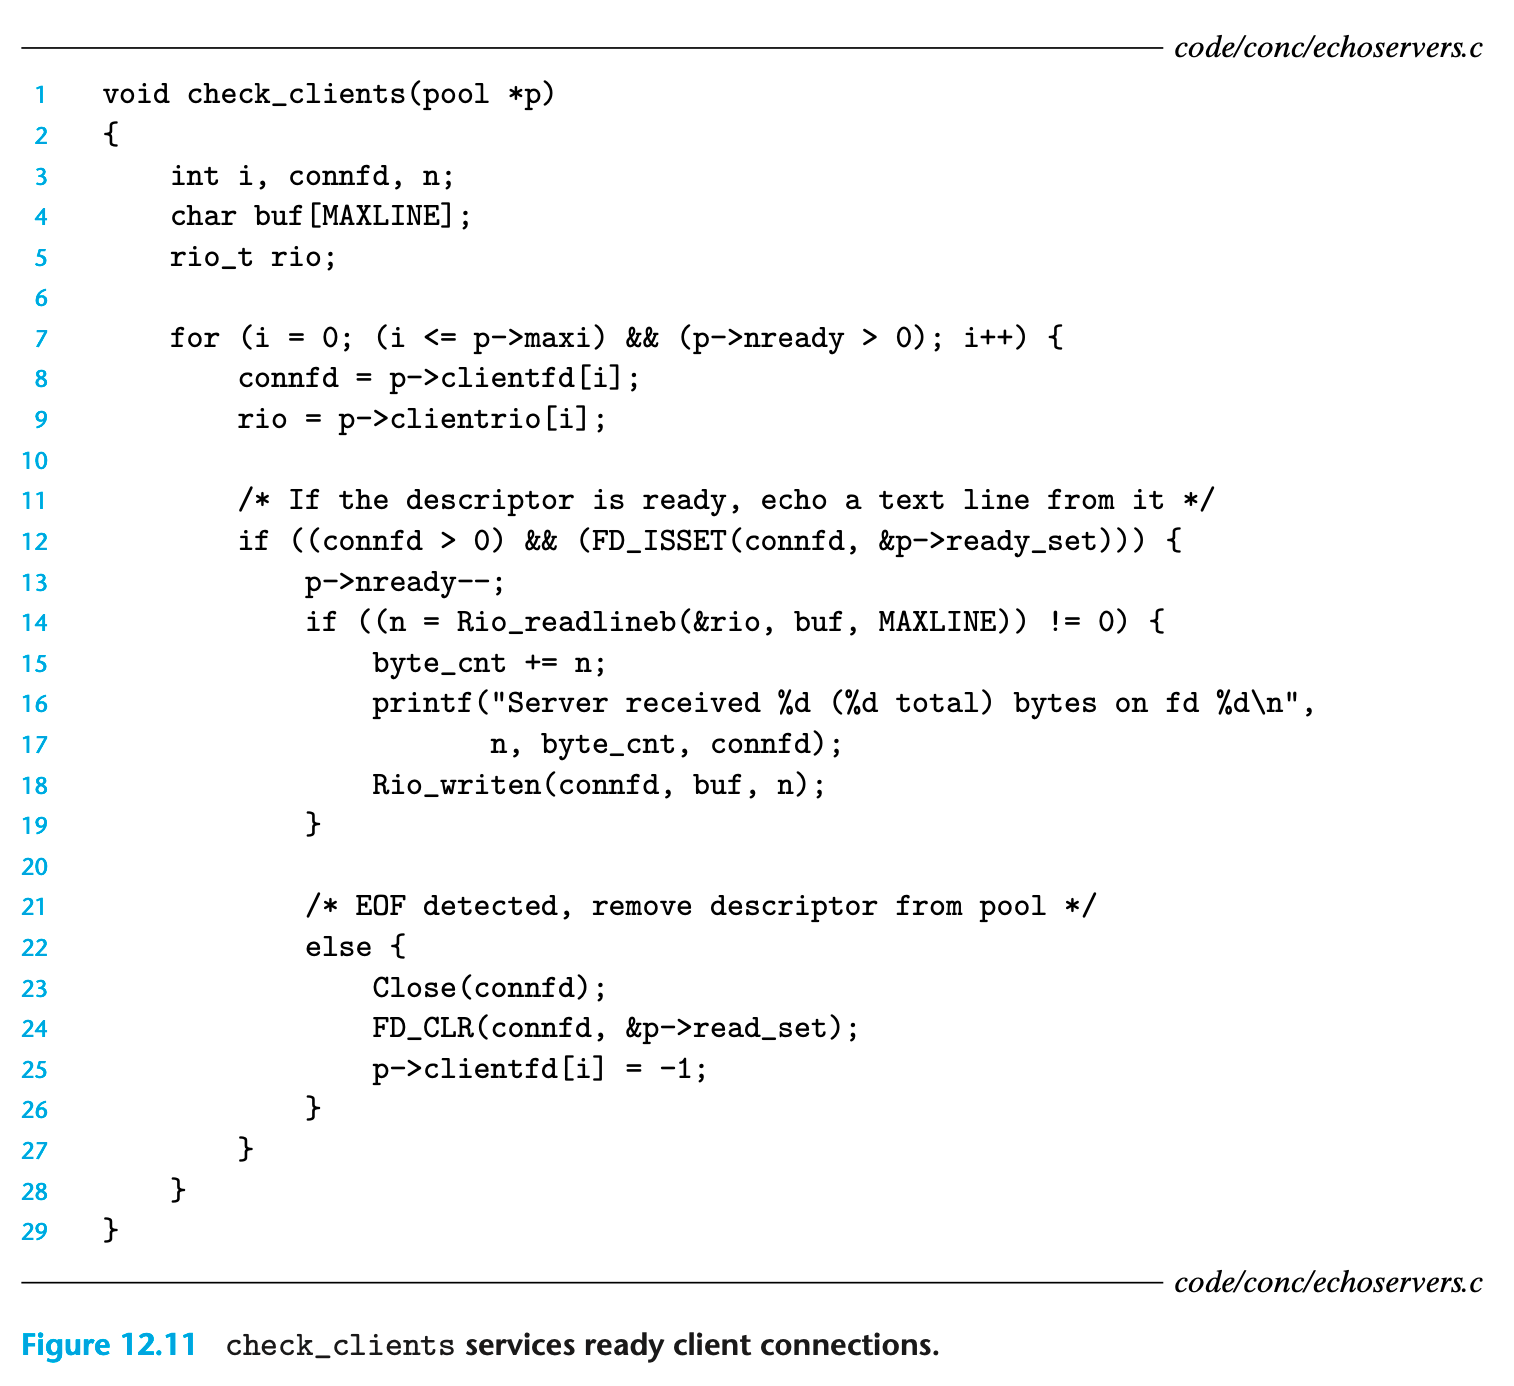 code/conc/echoservers.c
1 void check_clients(pool *p)
2 {
3     int i, connfd, n;
4     char buf[MAXLINE];
5     rio_t rio;
6
7     for (i = 0; (i <= p->maxi) && (p->nready > 0); i++) {
8         connfd = p->clientfd[i];
9         rio = p->clientrio[i];
10
11         /* If the descriptor is ready, echo a text line from it */
12         if ((connfd > 0) && (FD_ISSET(connfd, &p->ready_set))) {
13             p->nready--;
14             if ((n = Rio_readlineb(&rio, buf, MAXLINE)) != 0) {
15                 byte_cnt += n;
16                 printf("Server received %d (%d total) bytes on fd %d\n",
17                        n, byte_cnt, connfd);
18                 Rio_writen(connfd, buf, n);
19             }
20
21             /* EOF detected, remove descriptor from pool */
22             else {
23                 Close(connfd);
24                 FD_CLR(connfd, &p->read_set);
25                 p->clientfd[i] = -1;
26             }
27         }
28     }
29 }
code/conc/echoservers.c
Figure 12.11 check_clients services ready client connections.